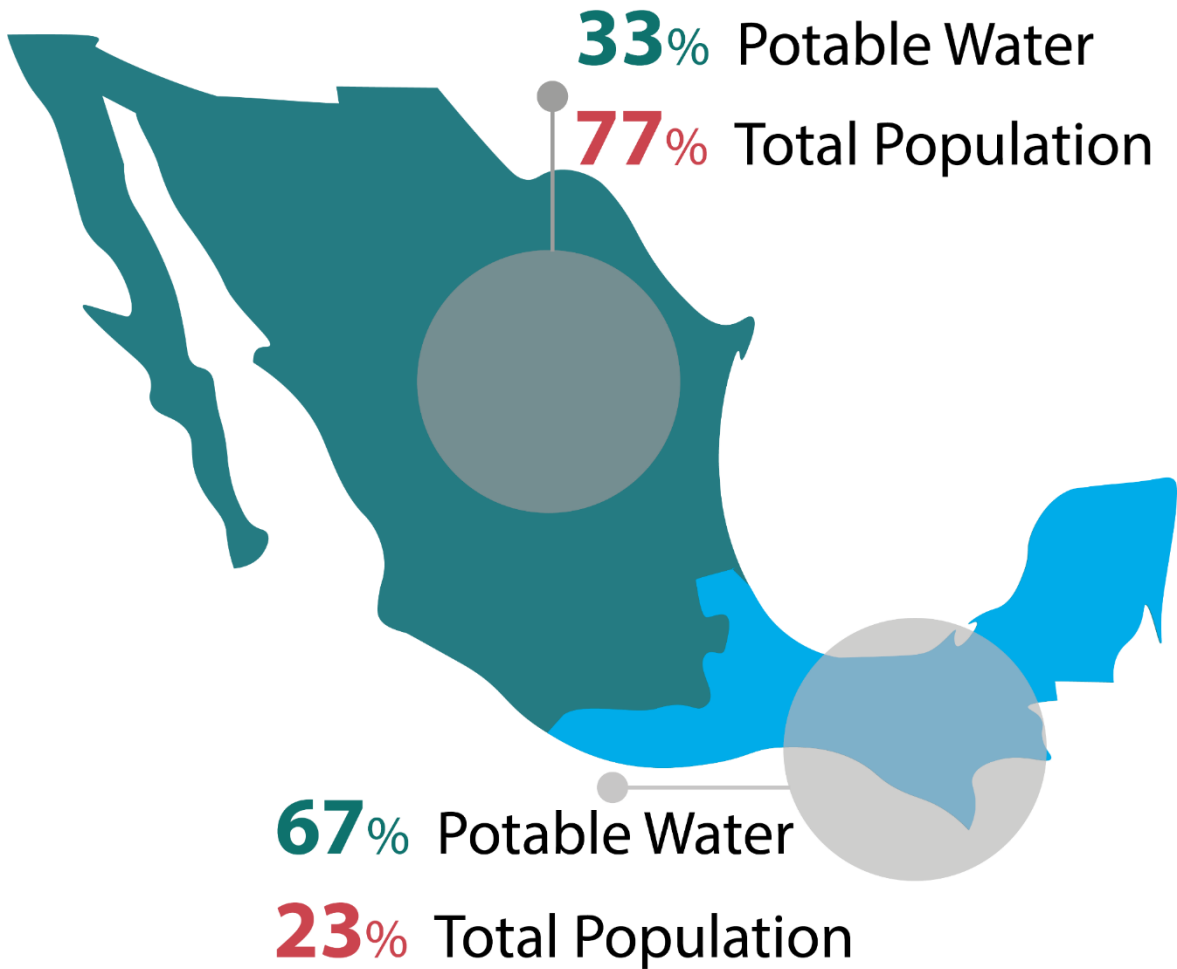 33% Potable Water
77% Total Population
67% Potable Water
23% Total Population